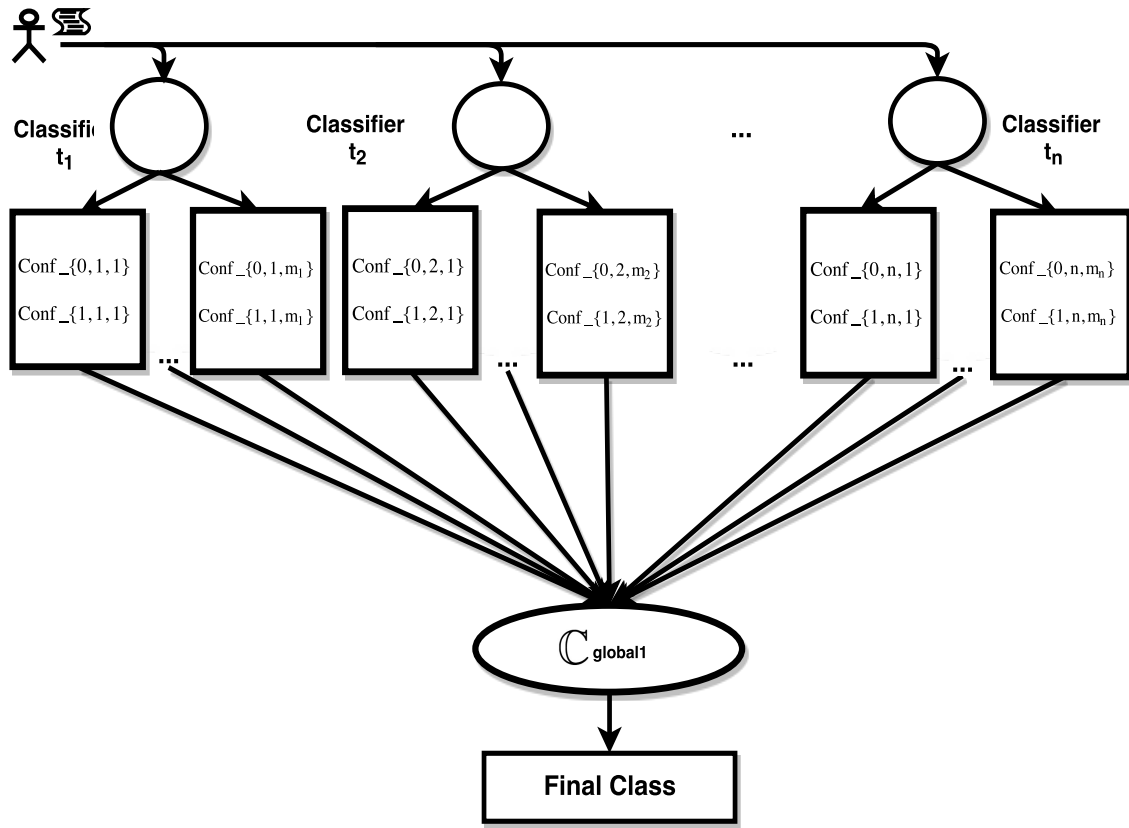 Classifi
t1
Classifier
t2
...
Classifier
tn
Conf_{0,1,1}
Conf_{1,1,1}
...
Conf_{0,1,m1}
Conf_{1,1,m1}
Conf_{0,2,1}
Conf_{1,2,1}
...
Conf_{0,2,m2}
Conf_{1,2,m2}
...
Conf_{0,n,1}
Conf_{1,n,1}
...
Conf_{0,n,mn}
Conf_{1,n,mn}
ℂ global1
Final Class